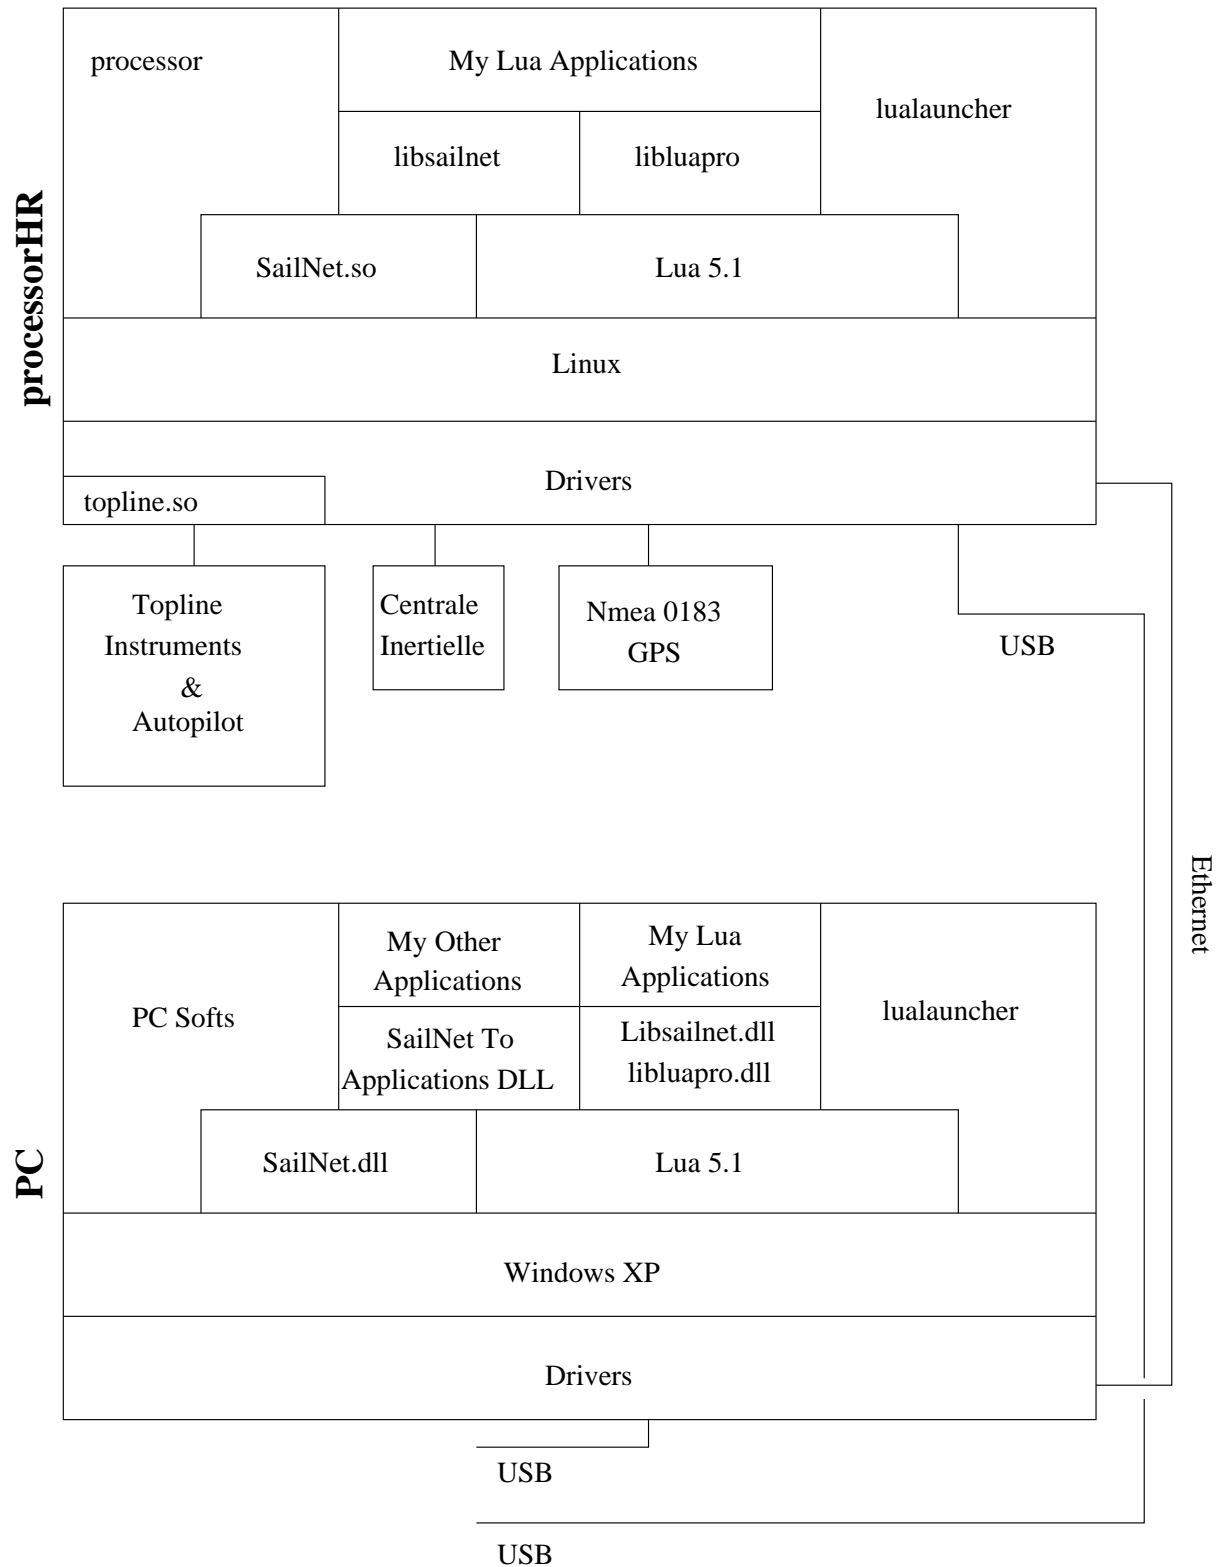 processorHR
processor
My Lua Applications
lualauncher
libsailnet
libluapro
SailNet.so
Lua 5.1
Linux
Drivers
topline.so
Topline
Instruments
&
Autopilot
Centrale
Inertielle
Nmea 0183
GPS
USB
Ethernet
PC
PC Softs
My Other
Applications
My Lua
Applications
lualauncher
SailNet To
Applications DLL
Libsailnet.dll
libluapro.dll
SailNet.dll
Lua 5.1
Windows XP
Drivers
USB
USB